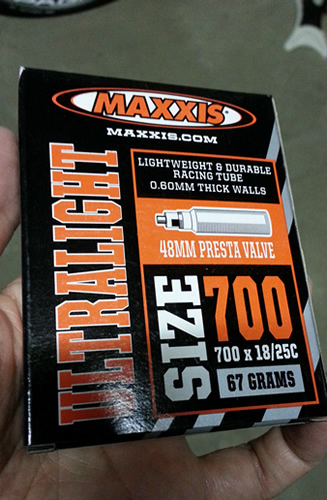 MAXXIS
MAXXIS.COM
ULTRALIGHT
LIGHTWEIGHT & DURABLE
RACING TUBE
0.60MM THICK WALLS
48MM PRESTA VALVE
SIZE
700
700 x 18/25C
67 GRAMS